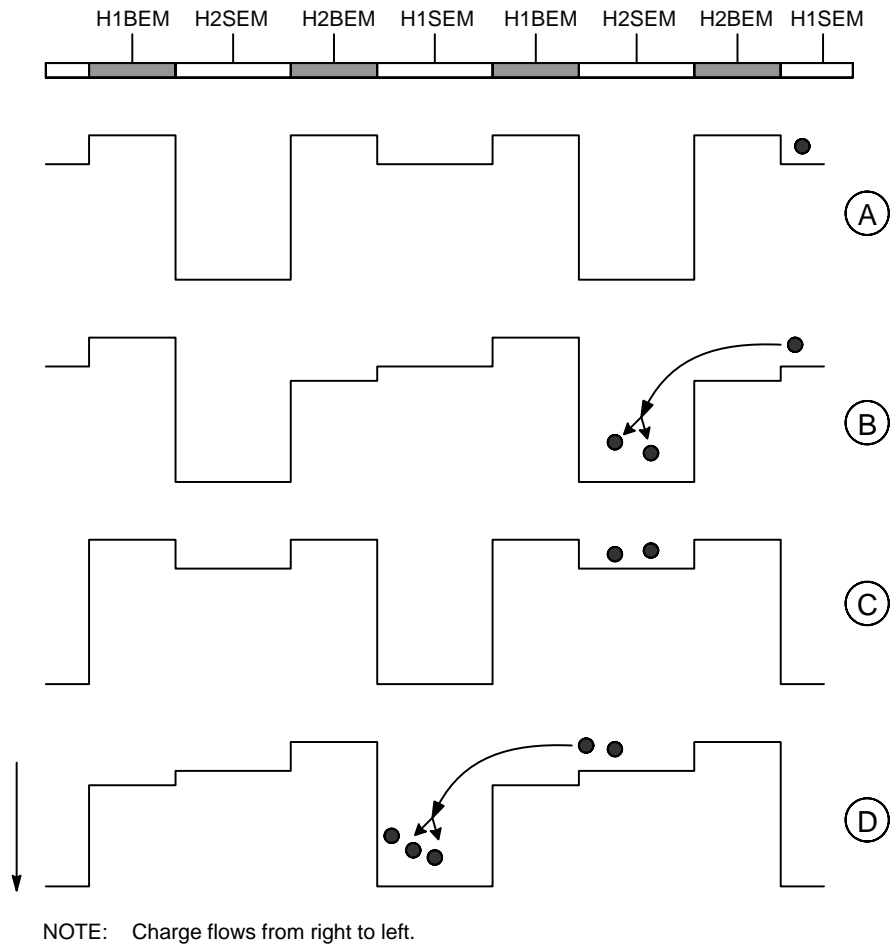 H1BEM H2SEM H2BEM H1SEM H1BEM H2SEM H2BEM H1SEM
A
B
C
D
NOTE: Charge flows from right to left.